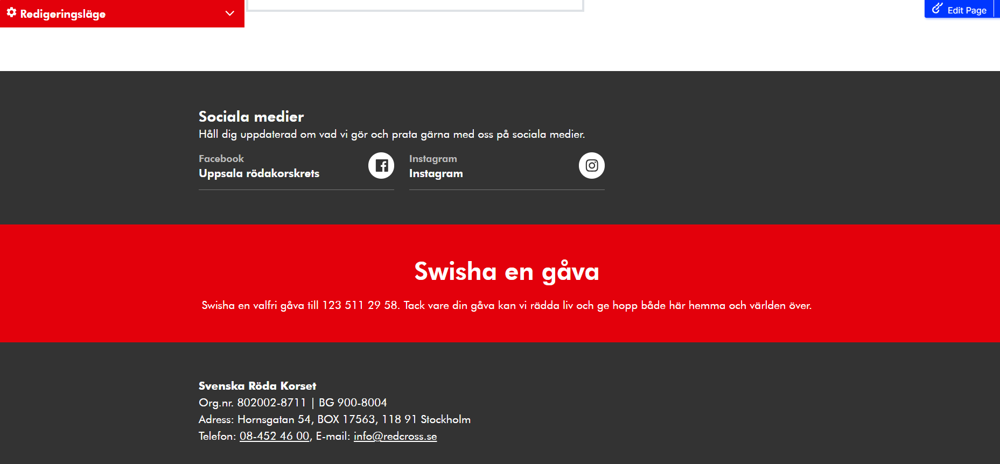 Redigeringsläge
Edit Page
Sociala medier
Håll dig uppdaterad om vad vi gör och prata gärna med oss på sociala medier.
Facebook
Uppsala rödakorskrets
Instagram
Instagram
Swisha en gåva
Swisha en valfri gåva till 123 511 29 58. Tack vare din gåva kan vi rädda liv och ge hopp både här hemma och världen över.
Svenska Röda Korset
Org.nr. 802002-8711 | BG 900-8004
Adress: Hornsgatan 54, BOX 17563, 118 91 Stockholm
Telefon: 08-452 46 00, E-mail: info@redcross.se